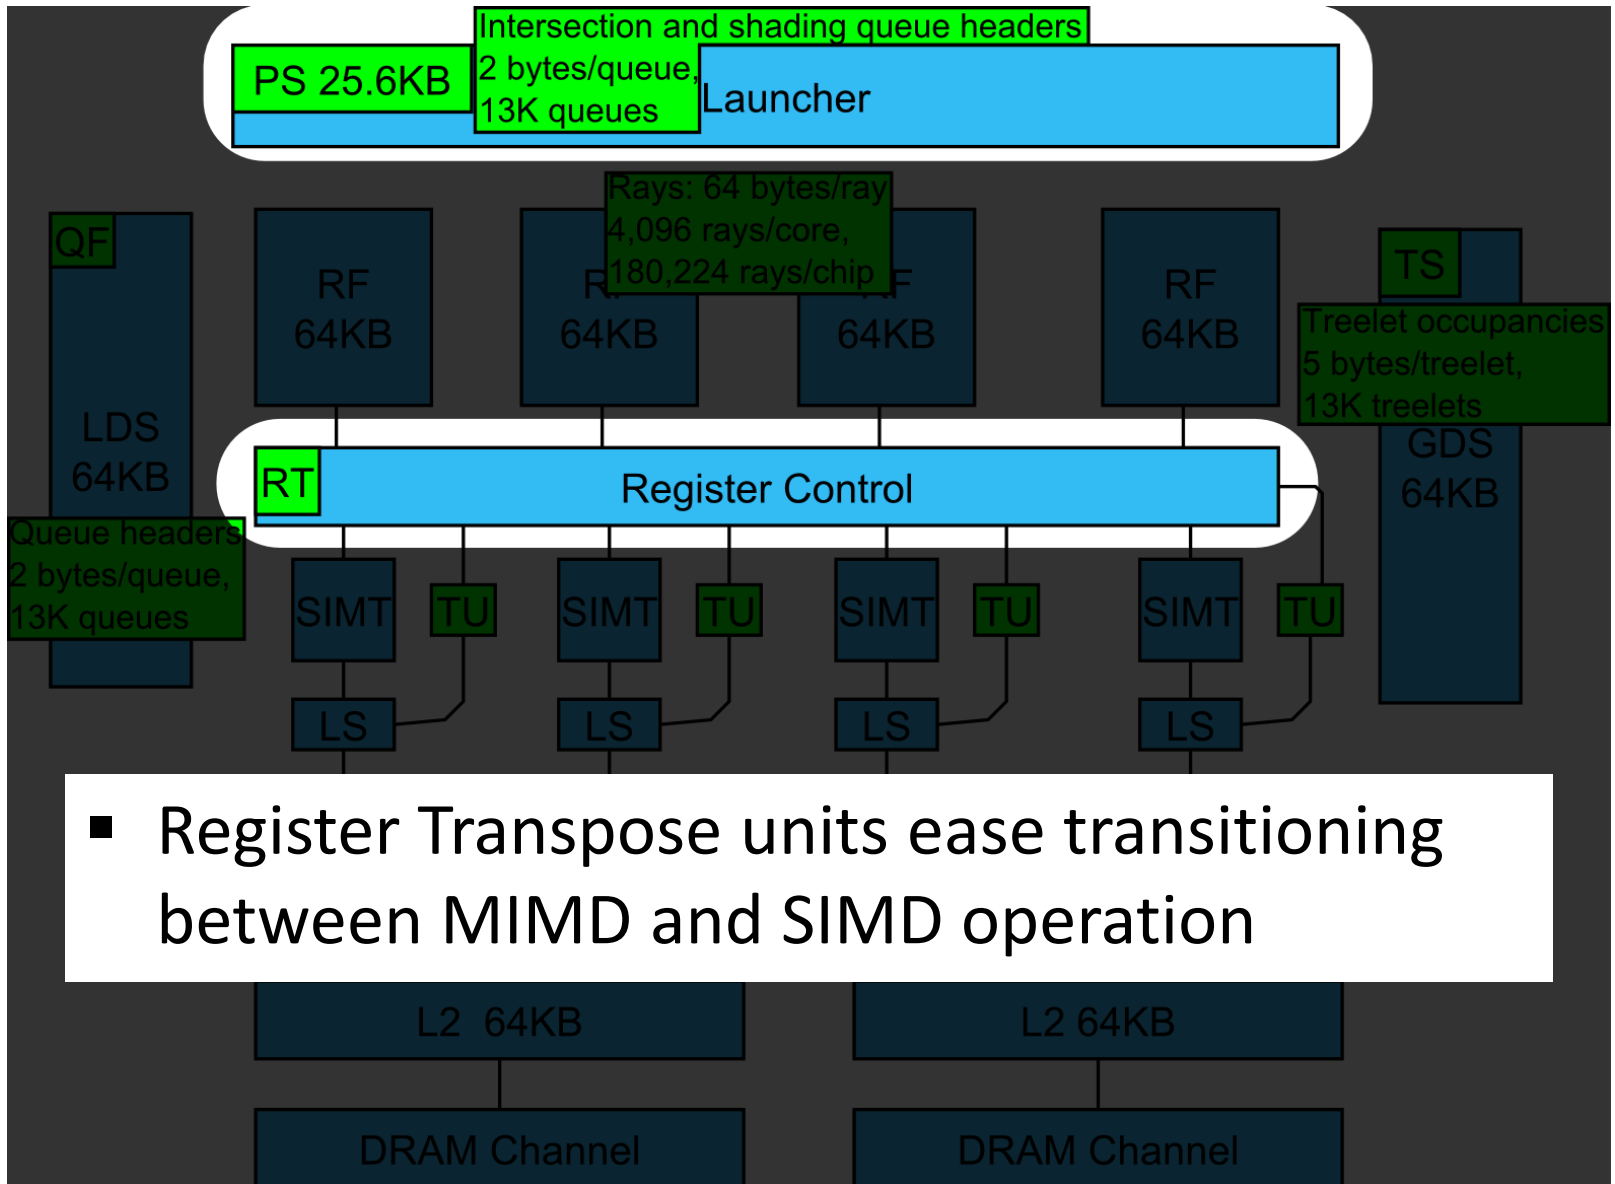 Intersection and shading queue headers
2 bytes/queue,
13K queues
PS 25.6KB
Launcher
Rays: 64 bytes/ray
4,096 rays/core,
180,224 rays/chip
QF
LDS
64KB
RF
64KB
RF
64KB
RF
64KB
RF
64KB
TS
Treelet occupancies
5 bytes/treelet,
13K treelets
GDS
64KB
RT
Register Control
Queue headers
2 bytes/queue,
13K queues
SIMT
TU
SIMT
TU
SIMT
TU
SIMT
TU
LS
LS
LS
LS
▪ Register Transpose units ease transitioning
between MIMD and SIMD operation
L2 64KB
L2 64KB
DRAM Channel
DRAM Channel